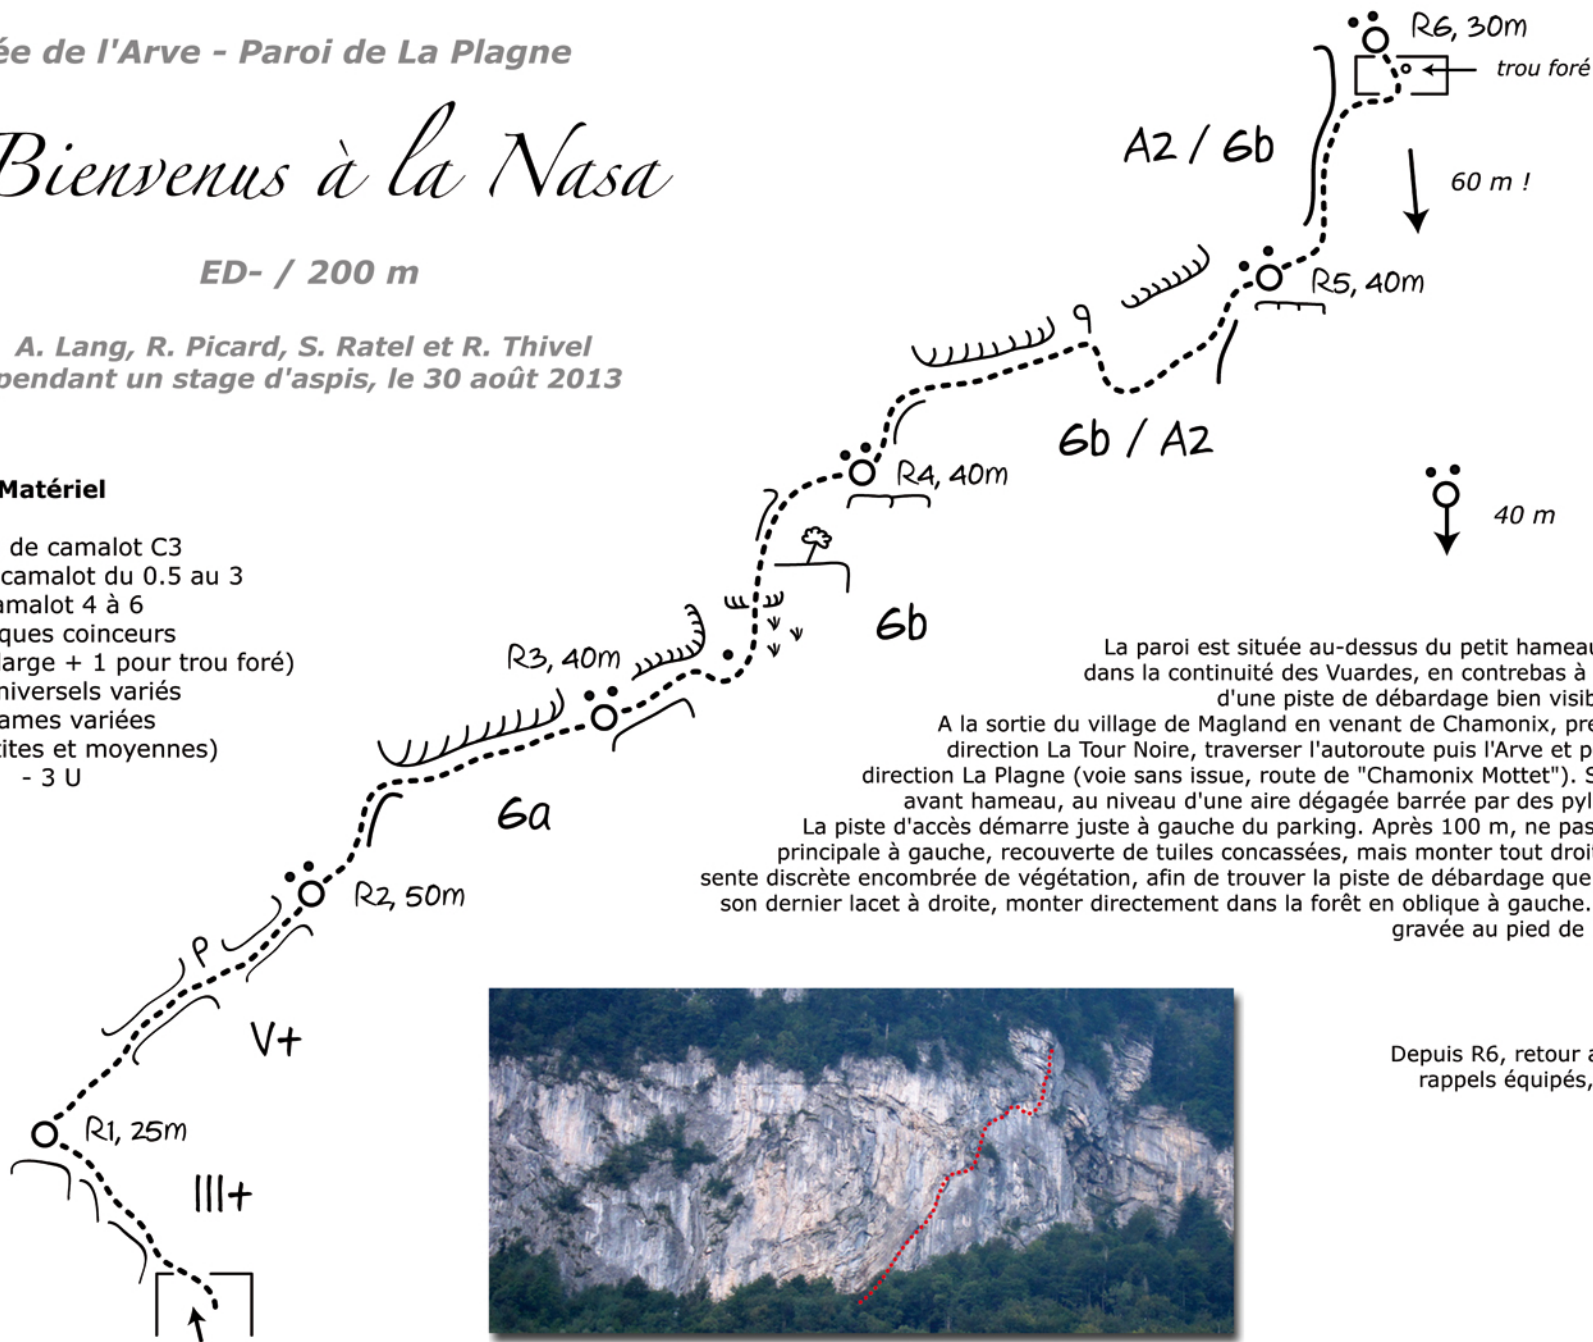 ée de l'Arve - Paroi de La Plagne
Bienvenus à la Nasa
ED- / 200 m
A. Lang, R. Picard, S. Ratel et R. Thivel
pendant un stage d'aspis, le 30 août 2013
Matériel
de camalot C3
camalot du 0.5 au 3
amalot 4 à 6
ques coinceurs
large + 1 pour trou foré)
niversels variés
ames variées
tites et moyennes)
- 3 U
R6, 30m
trou foré
A2 / 6b
60 m !
R5, 40m
6b / A2
R4, 40m
40 m
6b
R3, 40m
6a
R2, 50m
V+
R1, 25m
III+
La paroi est située au-dessus du petit hameau
dans la continuité des Vuardes, en contrebas à
d'une piste de débardage bien visib
A la sortie du village de Magland en venant de Chamonix, pre
direction La Tour Noire, traverser l'autoroute puis l'Arve et p
direction La Plagne (voie sans issue, route de "Chamonix Mottet"). S
avant hameau, au niveau d'une aire dégagée barrée par des pyl
La piste d'accès démarre juste à gauche du parking. Après 100 m, ne pas
principale à gauche, recouverte de tuiles concassées, mais monter tout droit
sente discrète encombrée de végétation, afin de trouver la piste de débardage que
son dernier lacet à droite, monter directement dans la forêt en oblique à gauche.
gravée au pied de
Depuis R6, retour a
rappels équipés,